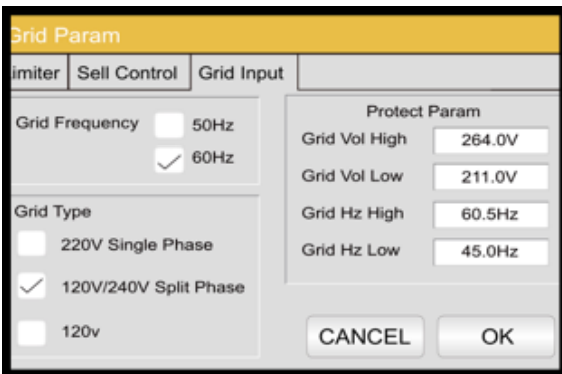 Grid Param
imiter Sell Control Grid Input
Grid Frequency 50Hz
60Hz
Grid Type
220V Single Phase
120V/240V Split Phase
120v
Protect Param
Grid Vol High 264.0V
Grid Vol Low 211.0V
Grid Hz High 60.5Hz
Grid Hz Low 45.0Hz
CANCEL OK